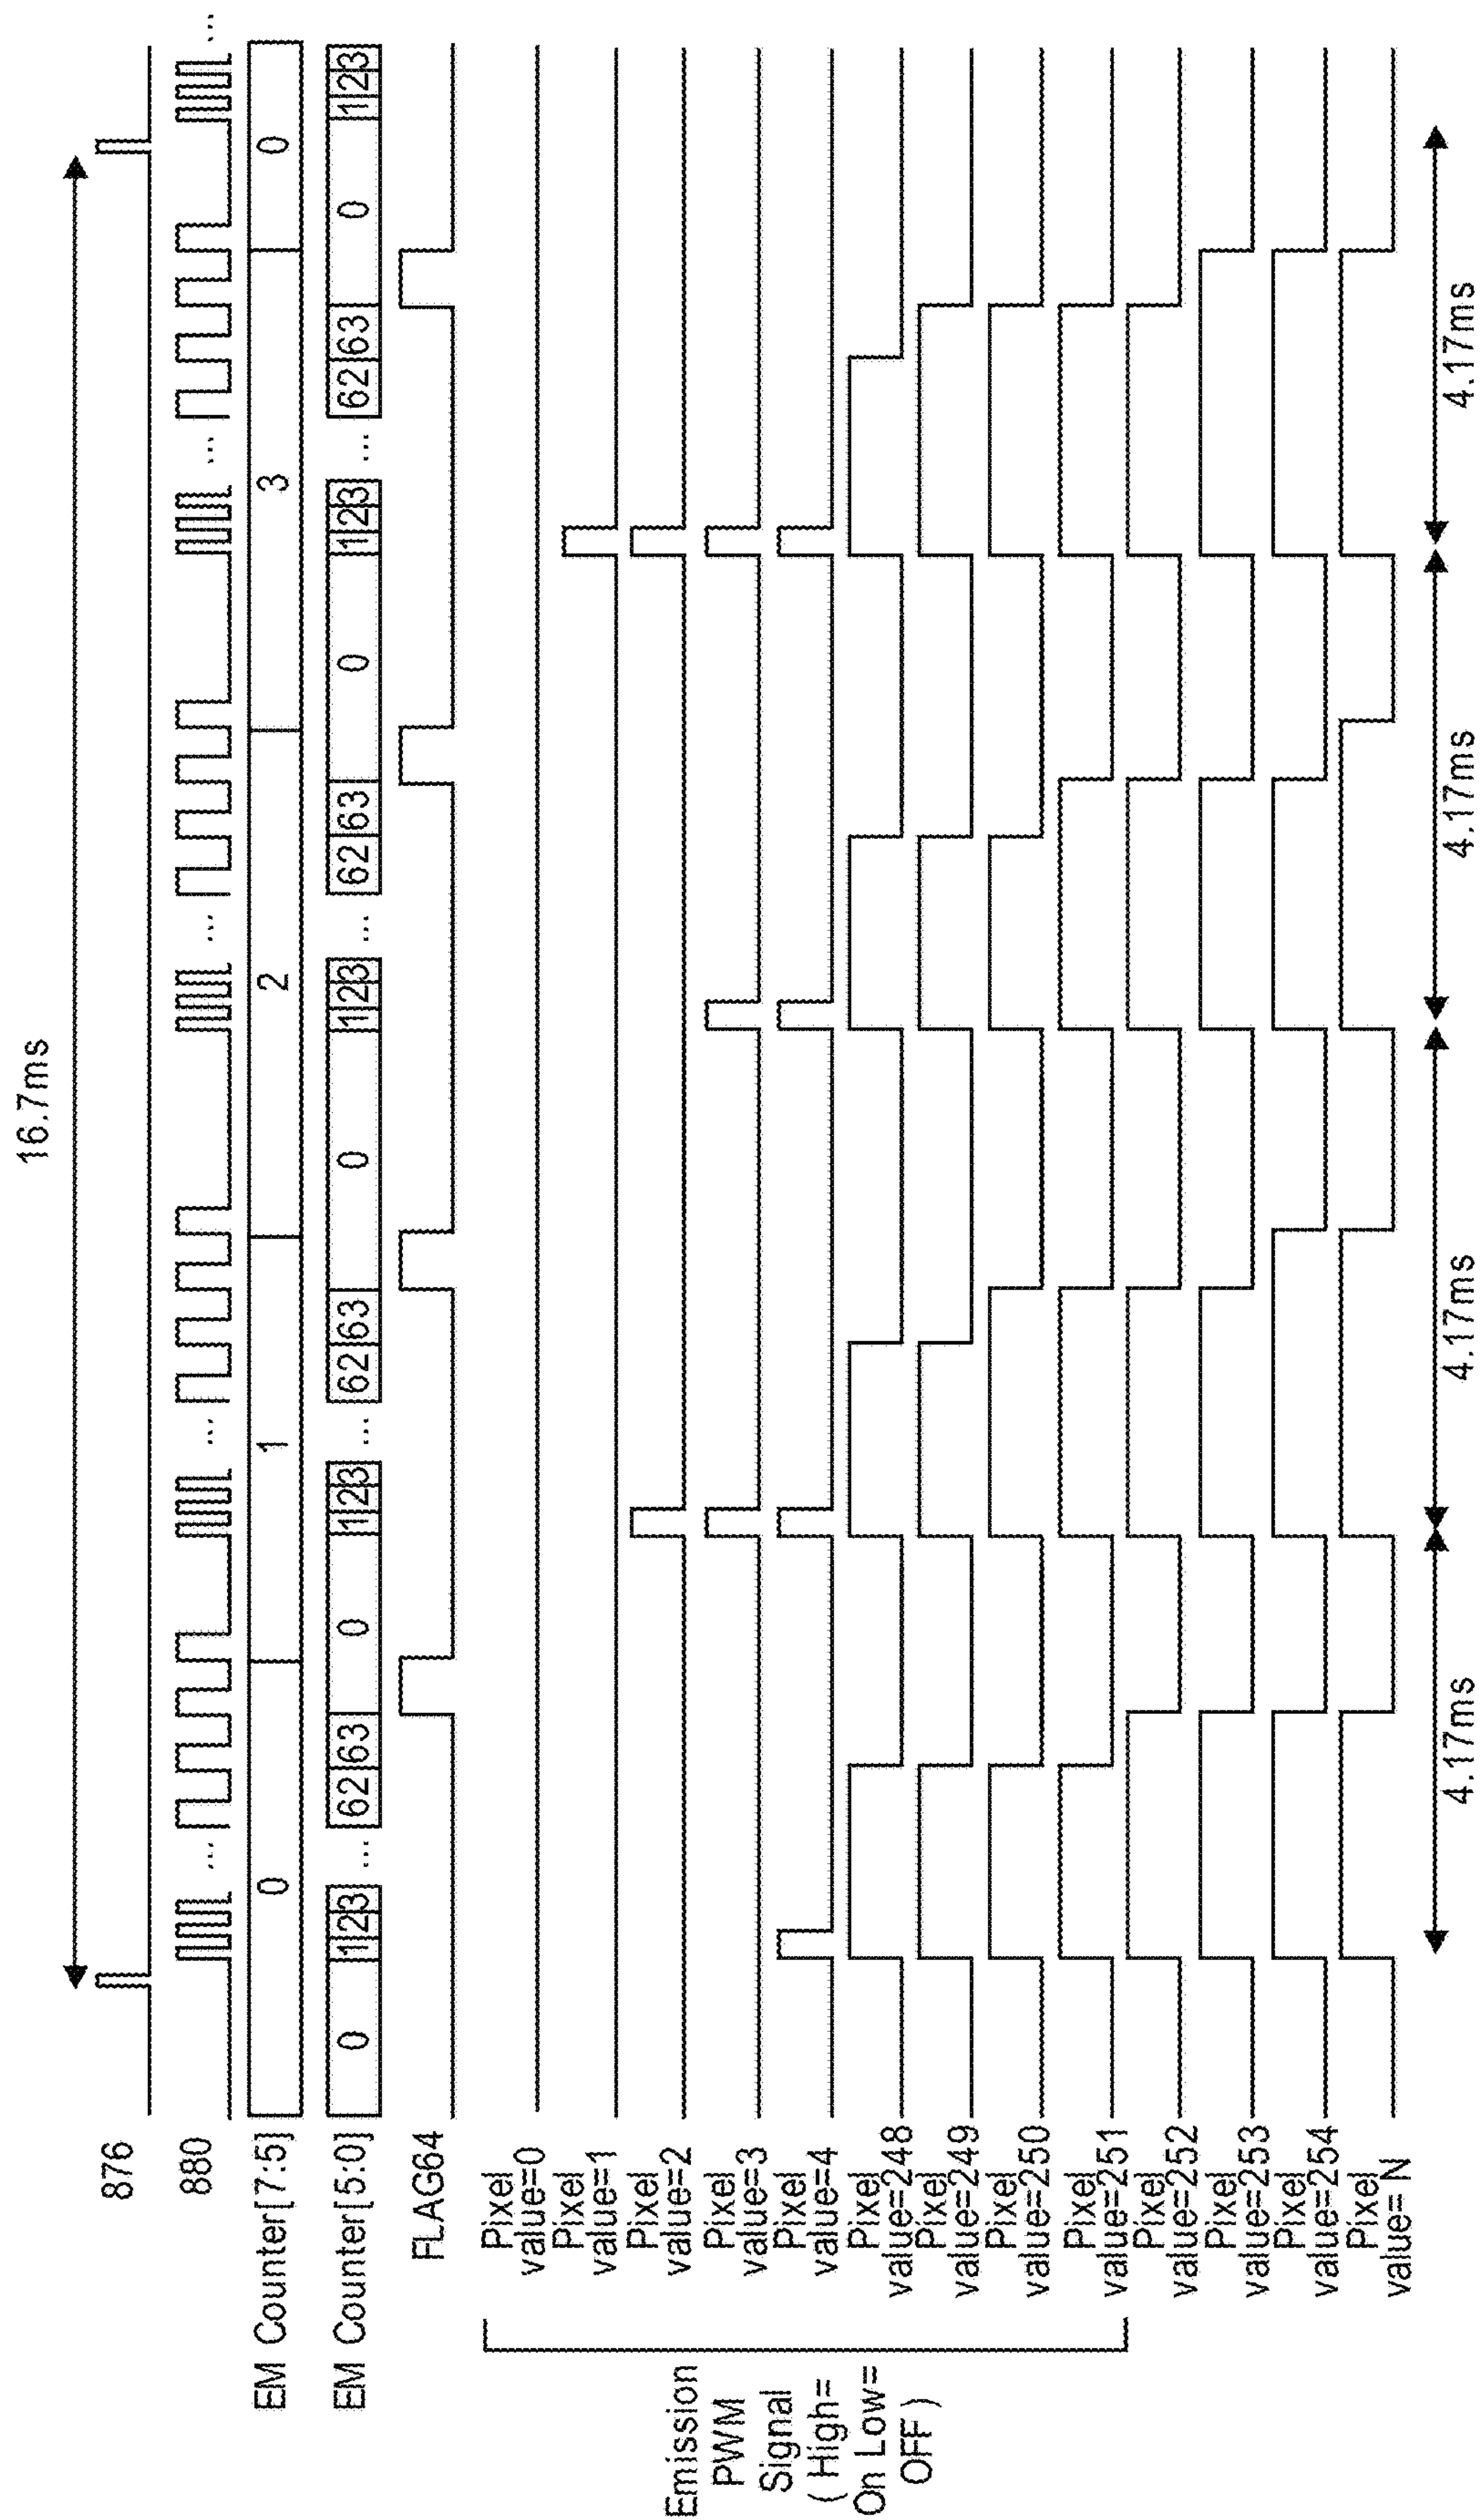 16.7ms
876
880 ... ... ... ... ...
EM Counter[7:5] 0 1 2 3 0
EM Counter[5:0] 0 1 2 3 ... 62 63 0 1 2 3 ... 62 63 0 1 2 3 ... 62 63 0 1 2 3 ... 62 63 0 1 2 3
FLAG64
Emission
PWM
Signal
( High=
On Low=
OFF )
Pixel
value=0
Pixel
value=1
Pixel
value=2
Pixel
value=3
Pixel
value=4
Pixel
value=248
Pixel
value=249
Pixel
value=250
Pixel
value=251
Pixel
value=252
Pixel
value=253
Pixel
value=254
Pixel
value= N
4.17ms 4.17ms 4.17ms 4.17ms